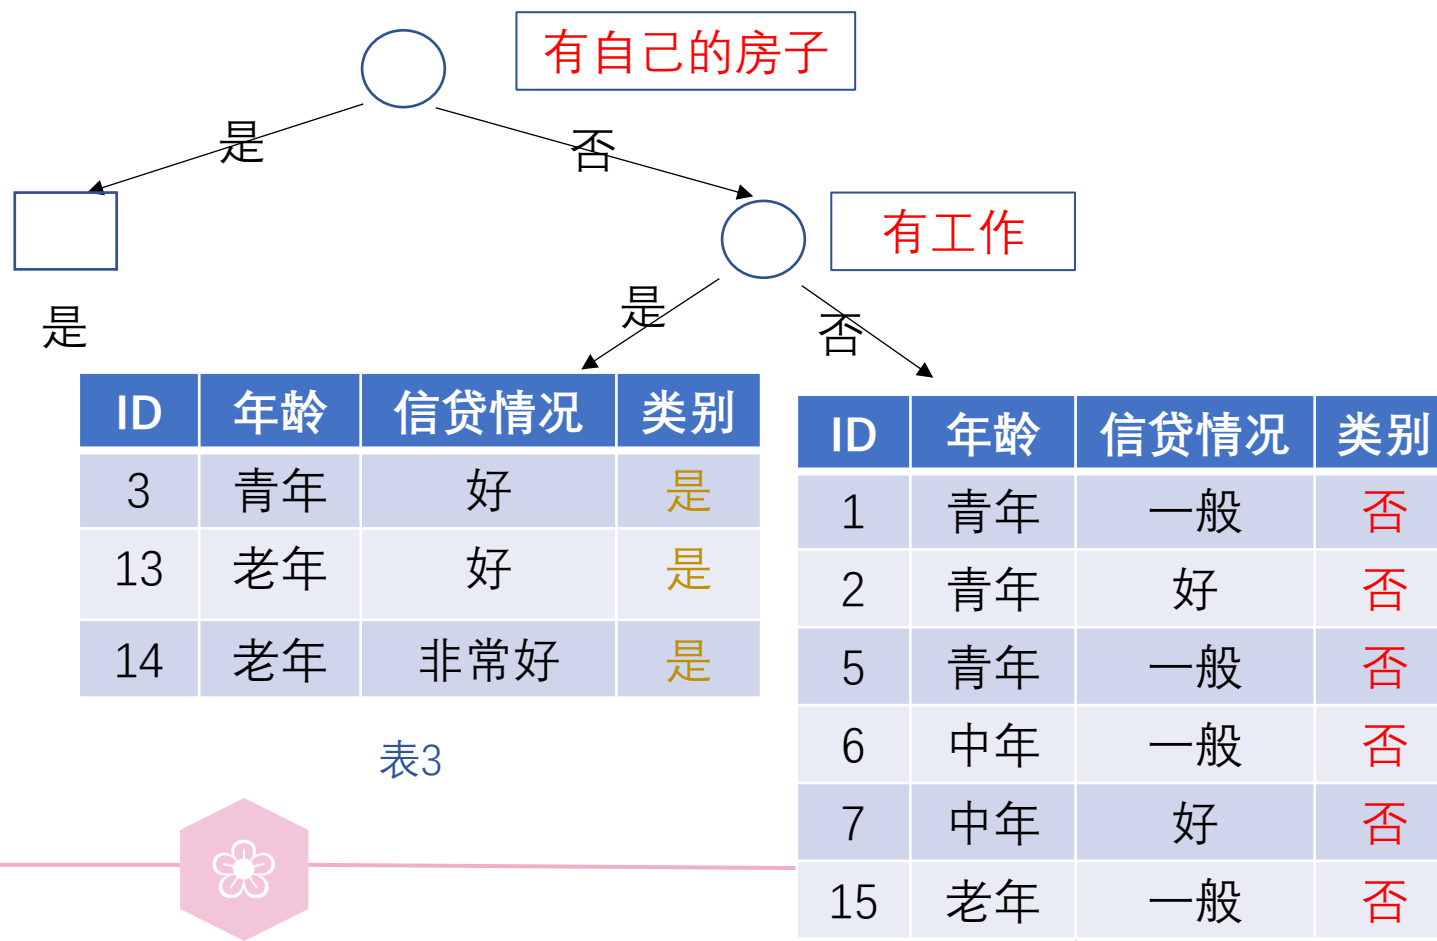 有自己的房子
是
否
有工作
是
是
否
ID 年龄 信贷情况 类别
3 青年 好 是
13 老年 好 是
14 老年 非常好 是
表3
ID 年龄 信贷情况 类别
1 青年 一般 否
2 青年 好 否
5 青年 一般 否
6 中年 一般 否
7 中年 好 否
15 老年 一般 否